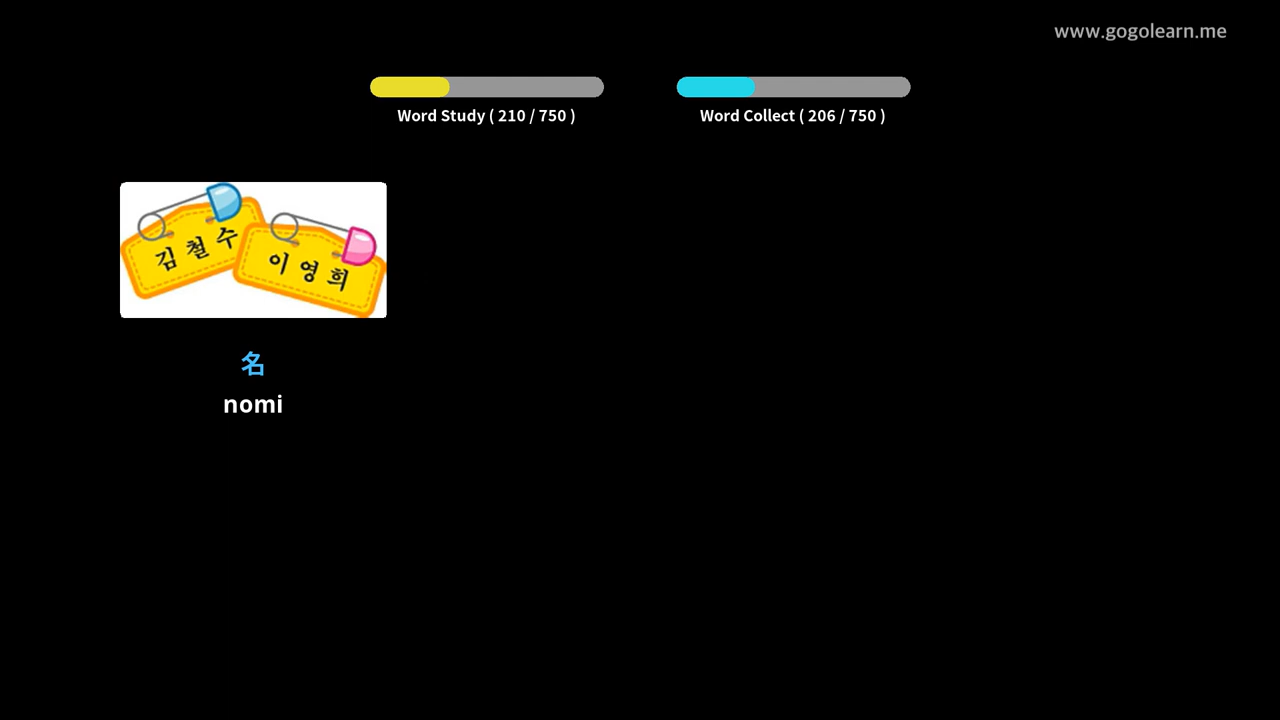 www.gogolearn.me
Word Study ( 210 / 750 )
Word Collect ( 206 / 750 )
김철수
이영희
名
nomi